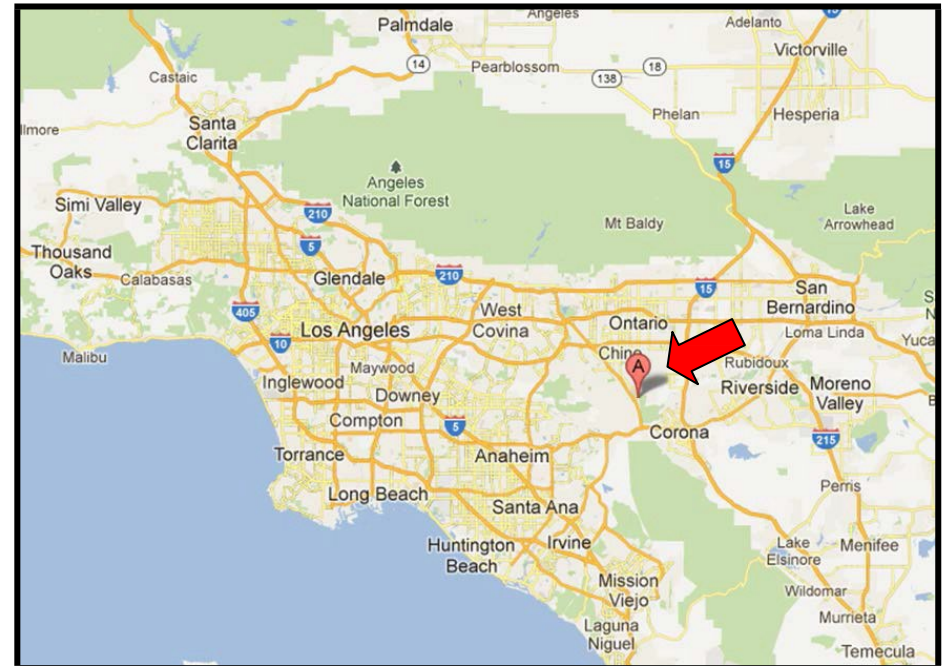 Angeles
Palmdale
Adelanto
15
Victorville
14
Pearblossom
18
138
Castaic
Phelan
Hesperia
Santa
Clarita
15
Angeles
National Forest
Simi Valley
210
Mt Baldy
Lake
Arrowhead
5
Thousand
Oaks
Calabasas
Glendale
210
15
San
Bernardino
405
West
Covina
Ontario
Los Angeles
Loma Linda
10
Malibu
Maywood
Chino
A
Rubidoux
Inglewood
Downey
Riverside
Moreno
Valley
Compton
5
Corona
215
Torrance
Anaheim
Long Beach
Perris
Santa Ana
Huntington
Beach
Irvine
Lake
Elsinore
Menifee
Mission
Viejo
Wildomar
Murrieta
Laguna
Niguel
Temecula